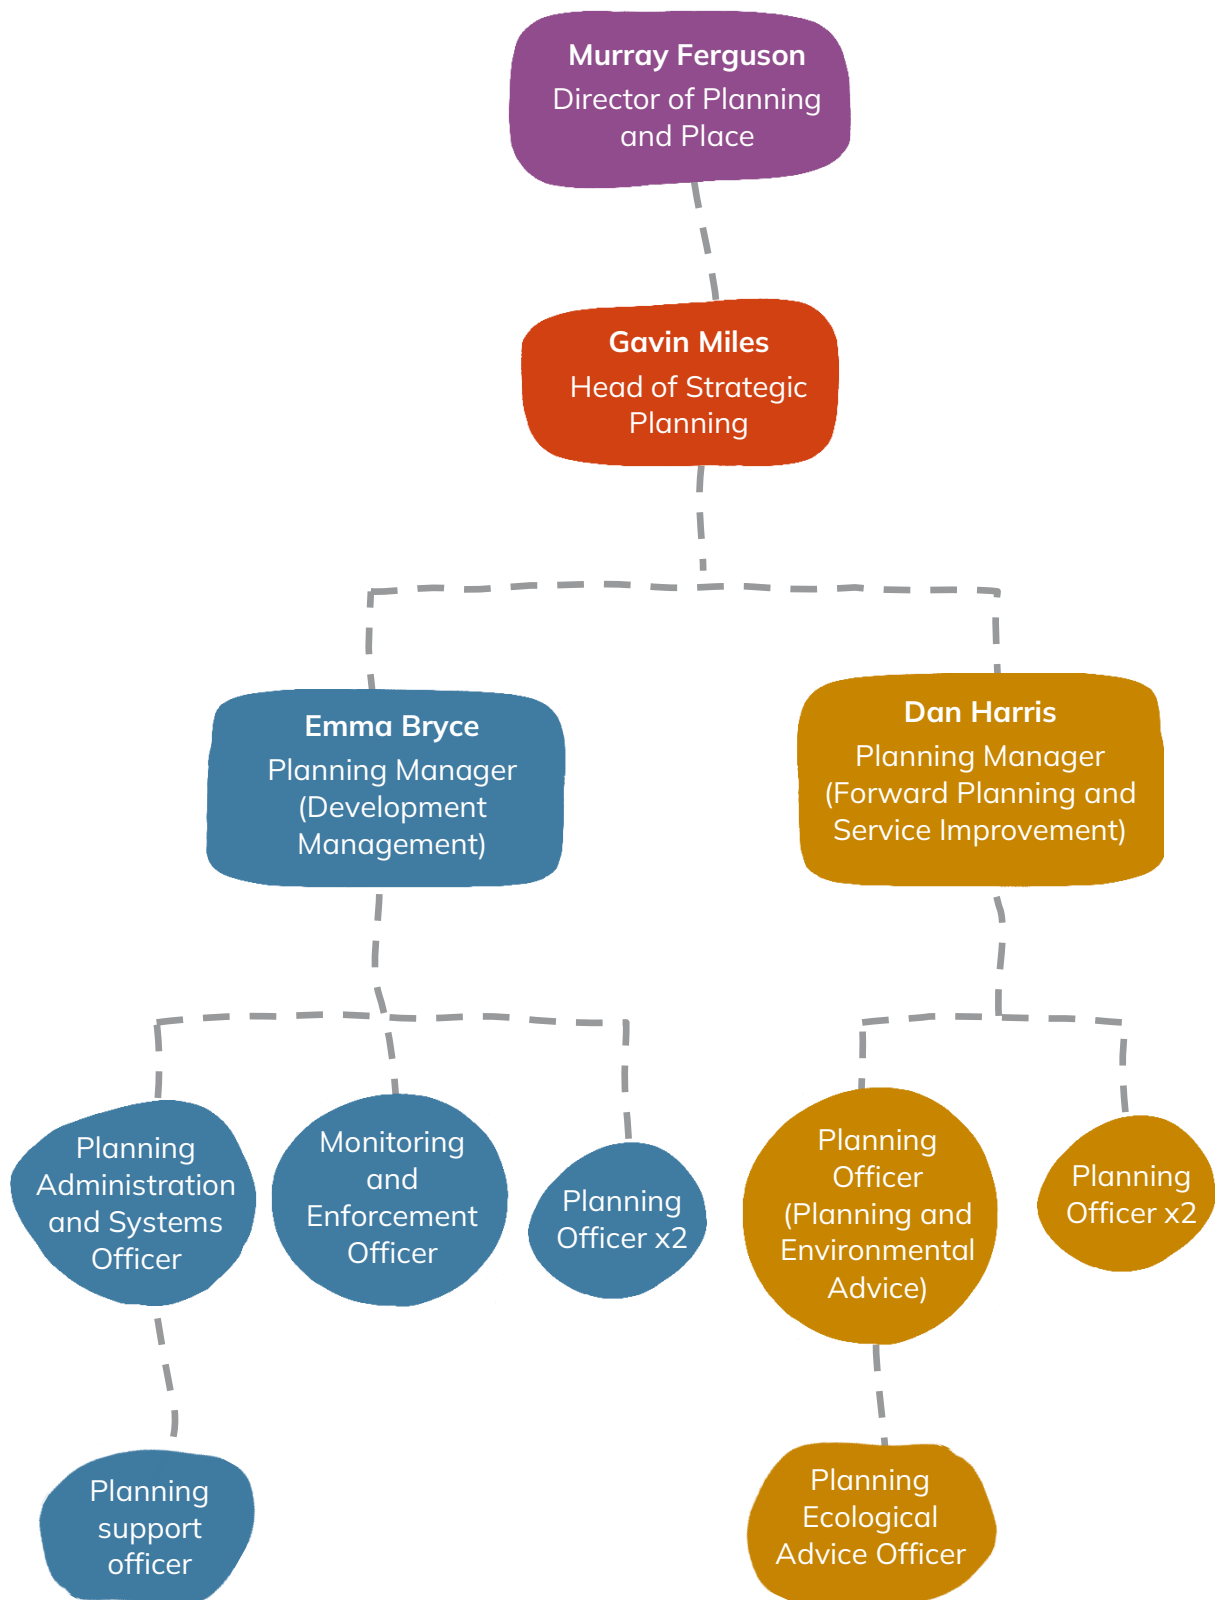 Murray Ferguson
Director of Planning
and Place
Gavin Miles
Head of Strategic
Planning
Emma Bryce
Planning Manager
(Development
Management)
Dan Harris
Planning Manager
(Forward Planning and
Service Improvement)
Planning
Administration
and Systems
Officer
Monitoring
and
Enforcement
Officer
Planning
Officer x2
Planning
Officer
(Planning and
Environmental
Advice)
Planning
Officer x2
Planning
support
officer
Planning
Ecological
Advice Officer